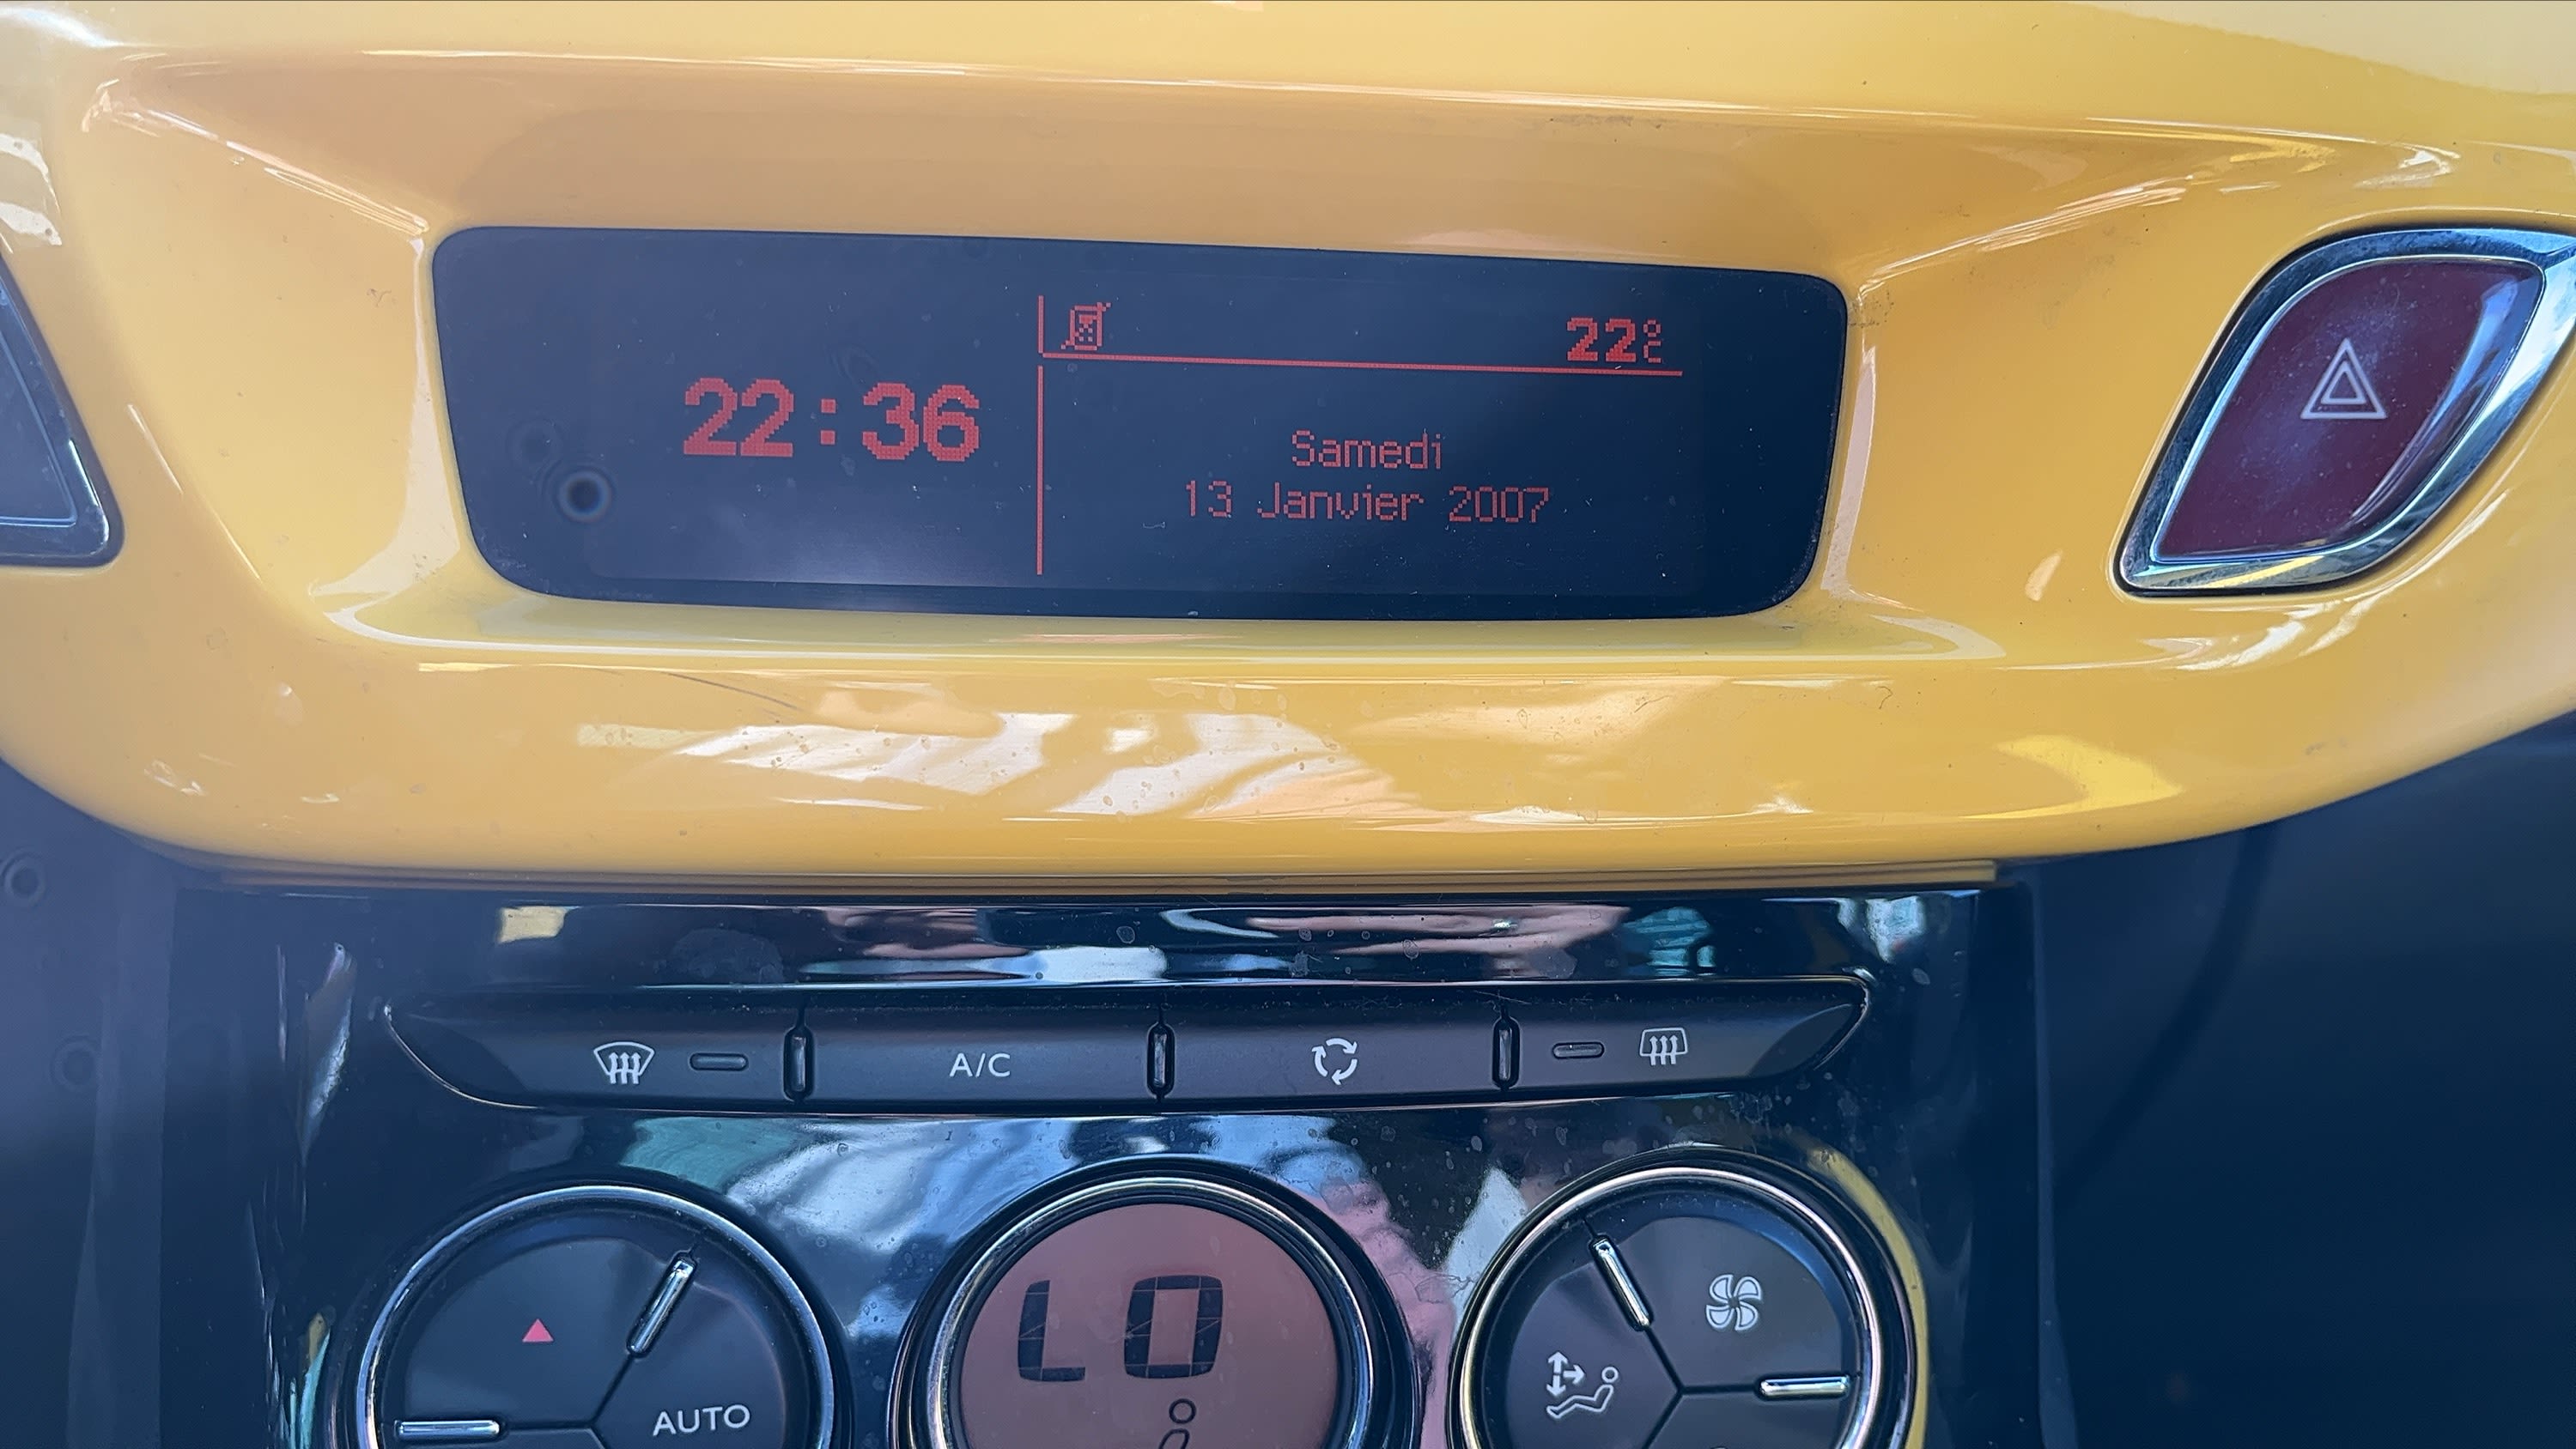 22°C
22:36
Samedi
13 Janvier 2007
A/C
AUTO
LO